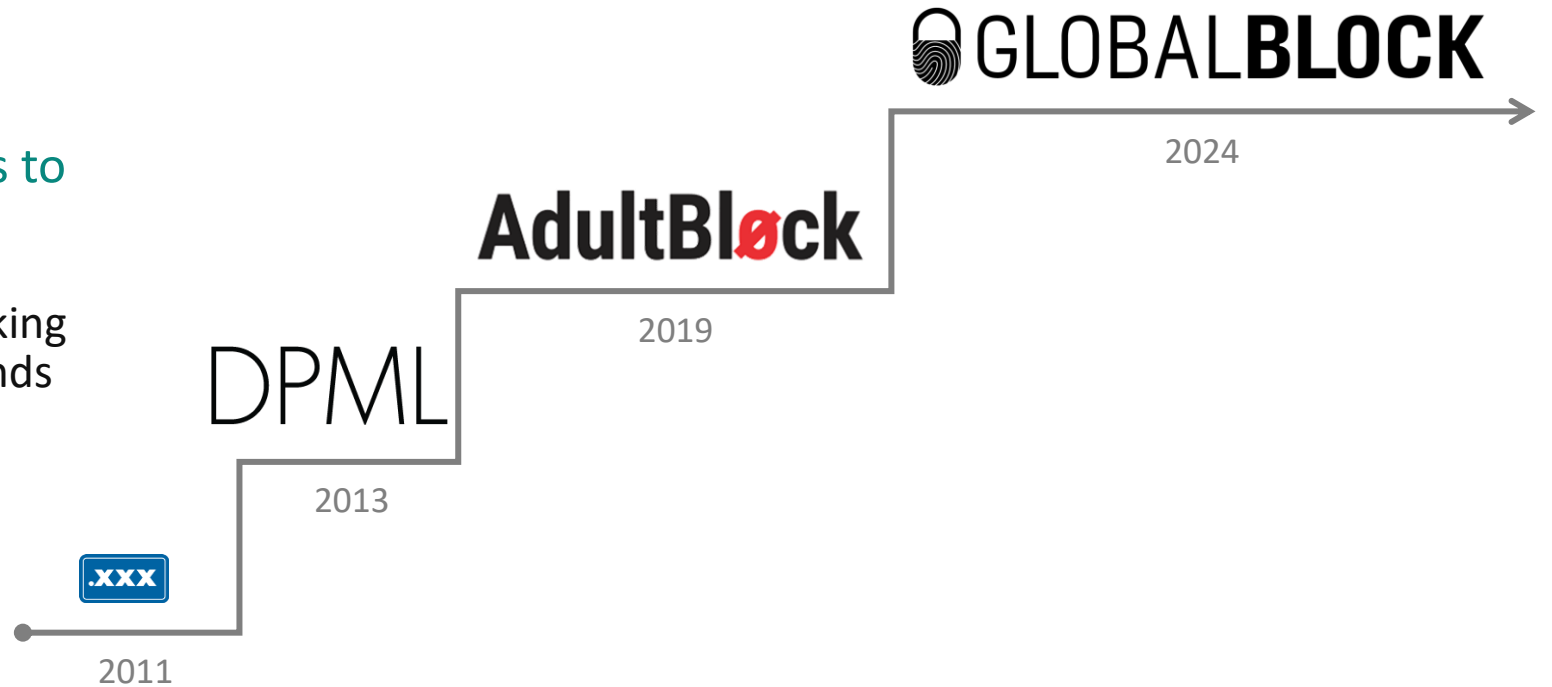 GLOBALBLOCK
2024
s to
AdultBløck
2019
king
nds
DPML
2013
.xxx
2011